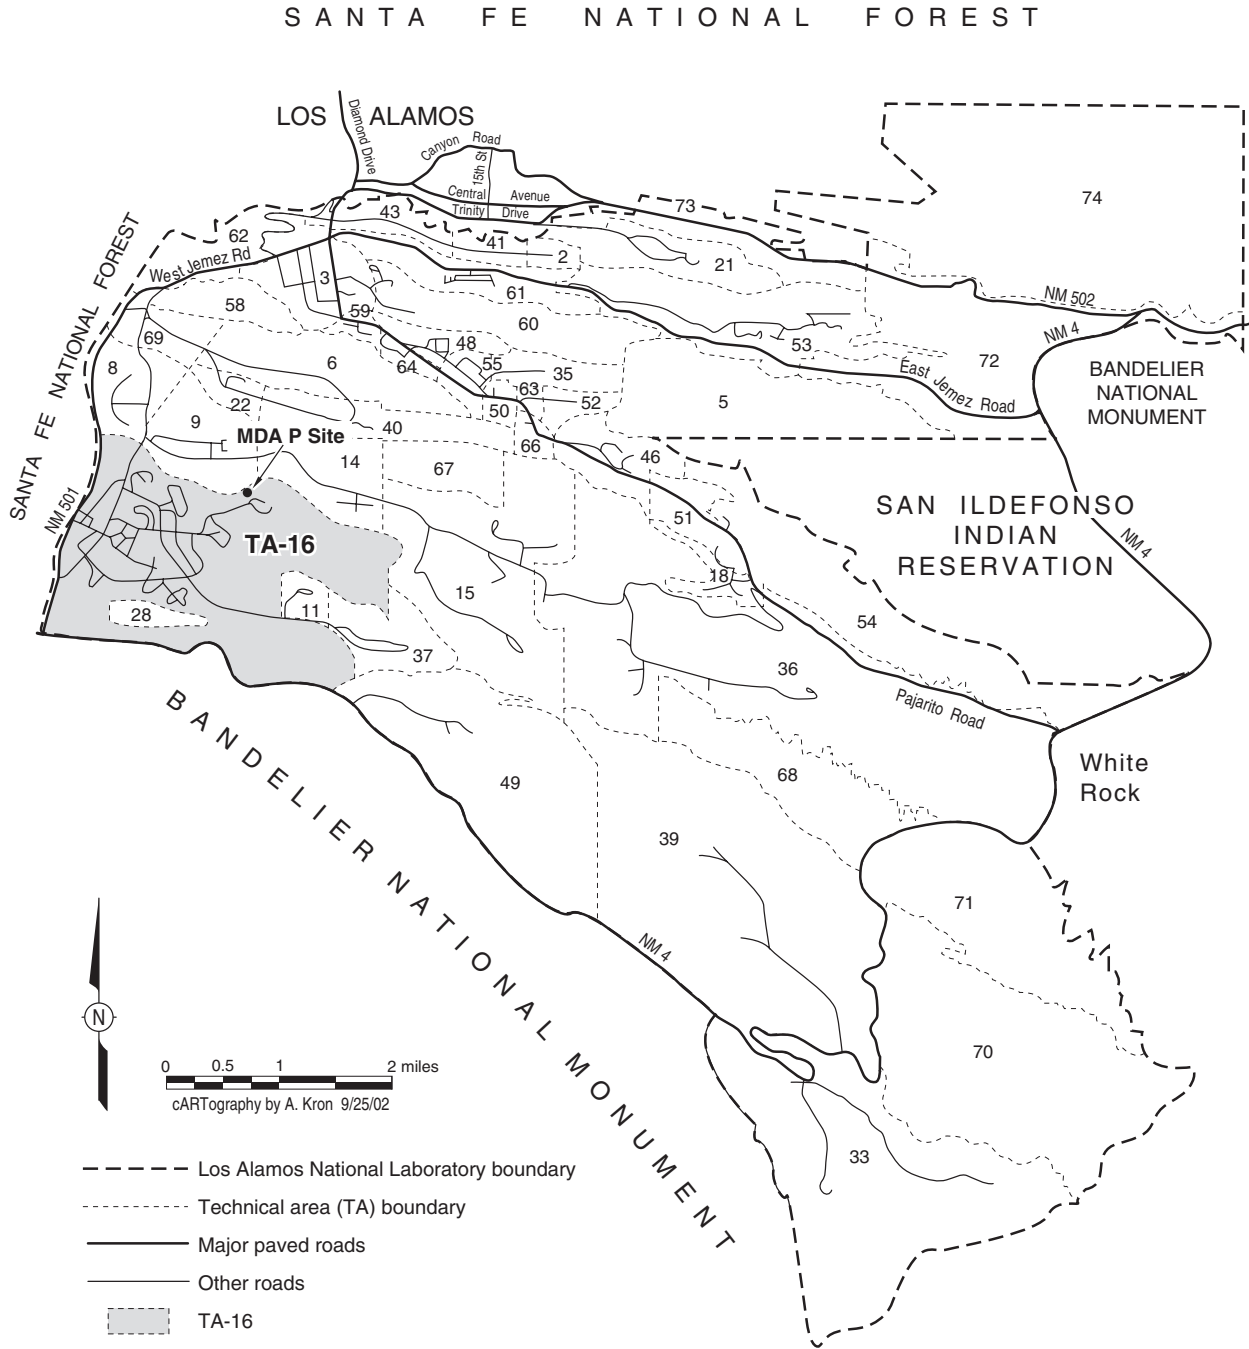 SANTA FE NATIONAL FOREST
LOS ALAMOS
Diamond Drive
Canyon Road
15th St
Central Avenue
Trinity Drive
43
73
74
62
41
2
21
West Jemez Rd
SANTA FE NATIONAL FOREST
3
58
59
61
60
NM 502
NM 4
69
8
6
64
48
55
35
53
72
East Jemez Road
BANDELIER
NATIONAL
MONUMENT
9
22
40
50
63
52
5
MDA P Site
14
67
66
46
NM 501
51
SAN ILDEFONSO
INDIAN
RESERVATION
NM 4
TA-16
28
11
15
18
54
37
36
Pajarito Road
BANDELIER NATIONAL MONUMENT
49
68
White
Rock
39
71
NM 4
N
70
0 0.5 1 2 miles
cARTography by A. Kron 9/25/02
33
Los Alamos National Laboratory boundary
Technical area (TA) boundary
Major paved roads
Other roads
TA-16